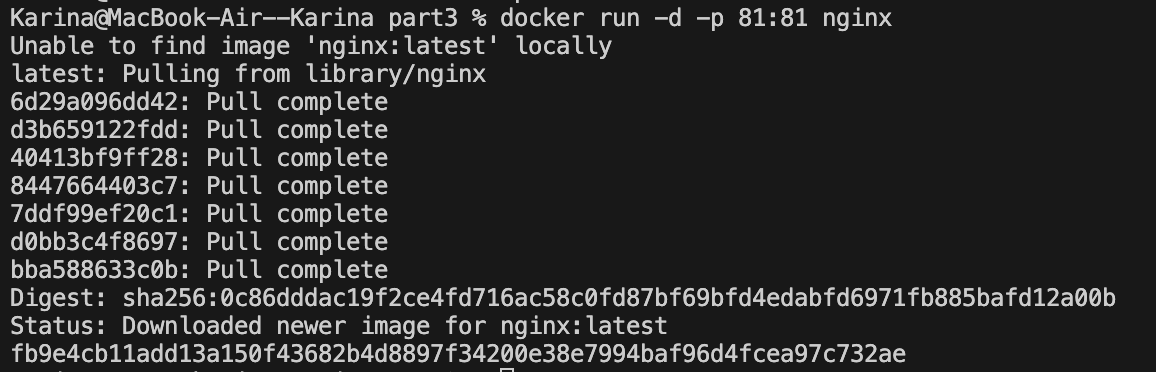 Karina@MacBook-Air--Karina part3 % docker run -d -p 81:81 nginx
Unable to find image 'nginx:latest' locally
latest: Pulling from library/nginx
6d29a096dd42: Pull complete
d3b659122fdd: Pull complete
40413bf9ff28: Pull complete
8447664403c7: Pull complete
7ddf99ef20c1: Pull complete
d0bb3c4f8697: Pull complete
bba588633c0b: Pull complete
Digest: sha256:0c86dddac19f2ce4fd716ac58c0fd87bf69bfd4edabfd6971fb885bafd12a00b
Status: Downloaded newer image for nginx:latest
fb9e4cb11add13a150f43682b4d8897f34200e38e7994baf96d4fcea97c732ae